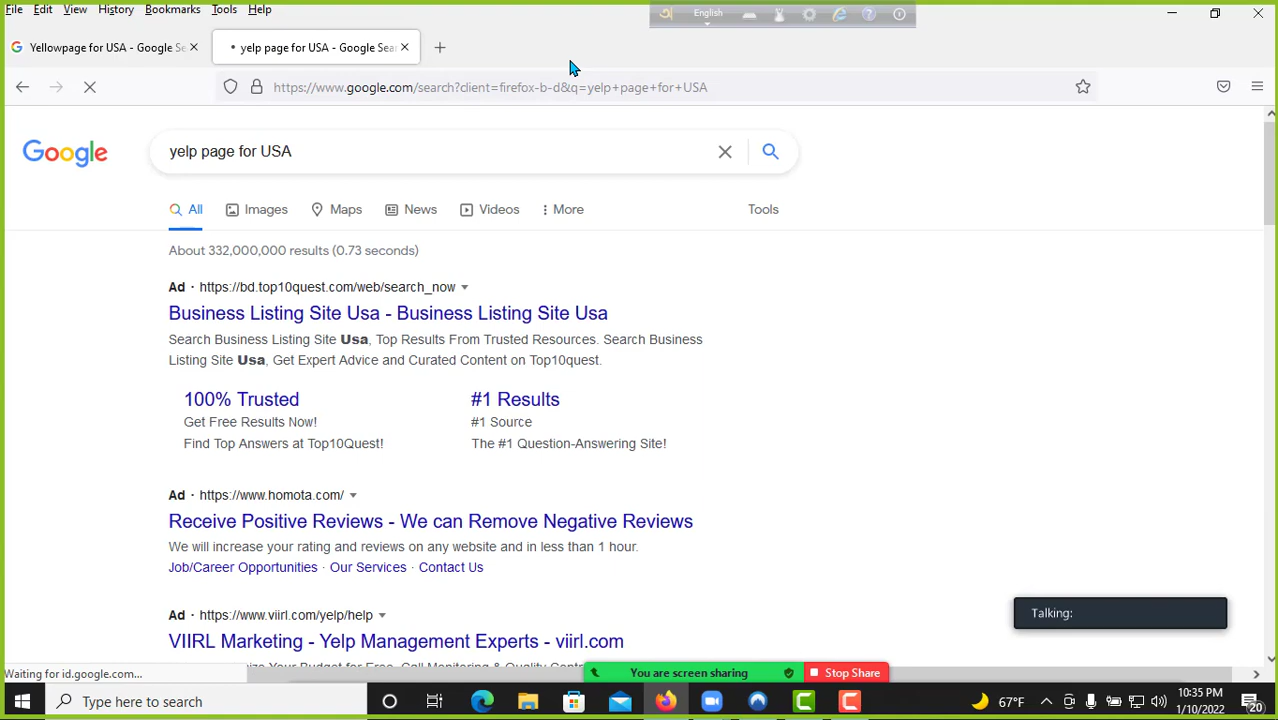 File Edit View History Bookmarks Tools Help
English
Yellowpage for USA - Google Se
yelp page for USA - Google Sear
https://www.google.com/search?client=firefox-b-d&q=yelp+page+for+USA
Google
yelp page for USA
All Images Maps News Videos More Tools
About 332,000,000 results (0.73 seconds)
Ad · https://bd.top10quest.com/web/search_now
Business Listing Site Usa - Business Listing Site Usa
Search Business Listing Site Usa, Top Results From Trusted Resources. Search Business
Listing Site Usa, Get Expert Advice and Curated Content on Top10quest.
100% Trusted
Get Free Results Now!
Find Top Answers at Top10Quest!
#1 Results
#1 Source
The #1 Question-Answering Site!
Ad · https://www.homota.com/
Receive Positive Reviews - We can Remove Negative Reviews
We will increase your rating and reviews on any website and in less than 1 hour.
Job/Career Opportunities · Our Services · Contact Us
Talking:
Ad · https://www.viirl.com/yelp/help
VIIRL Marketing - Yelp Management Experts - viirl.com
Your Budget for Free, Call Monitoring & Quality
Waiting for id.google.com...
You are screen sharing
Stop Share
Type here to search
67°F
10:35 PM
1/10/2022
20